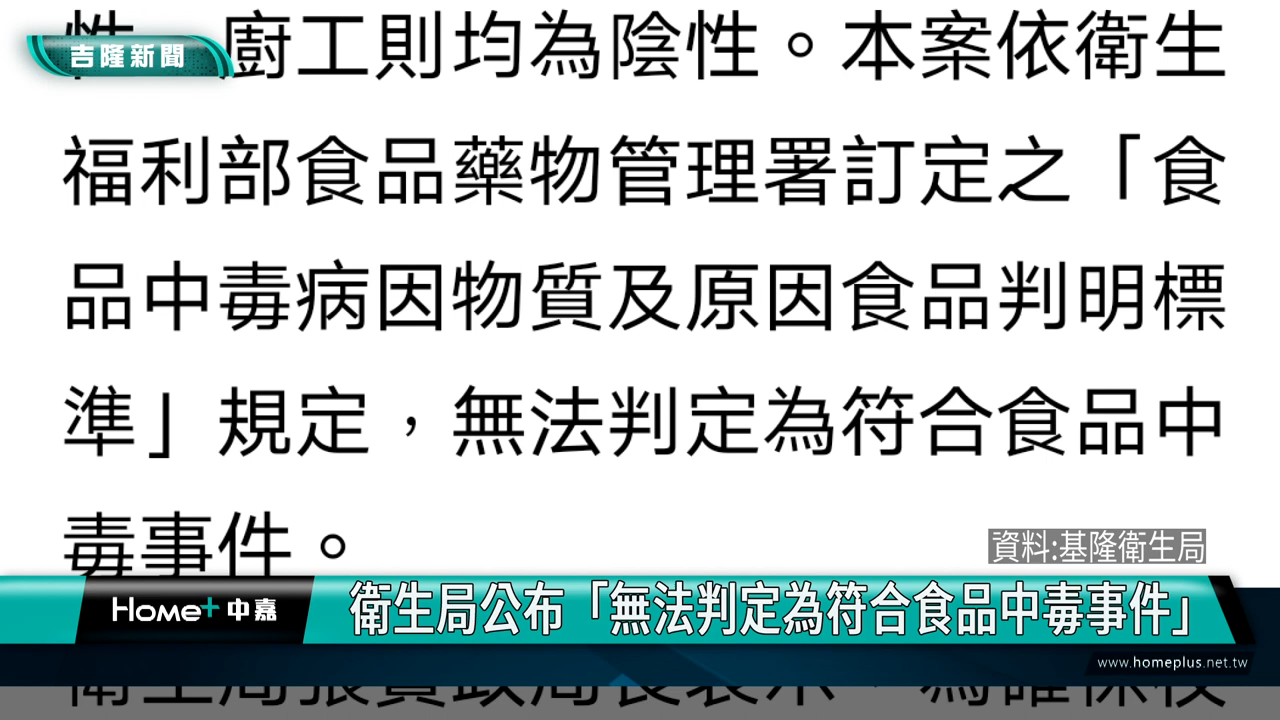 吉隆新聞
性，廚工則均為陰性。本案依衛生
福利部食品藥物管理署訂定之「食
品中毒病因物質及原因食品判明標
準」規定，無法判定為符合食品中
毒事件。
資料:基隆衛生局
Home+中嘉
衛生局公布「無法判定為符合食品中毒事件」
www.homeplus.net.tw